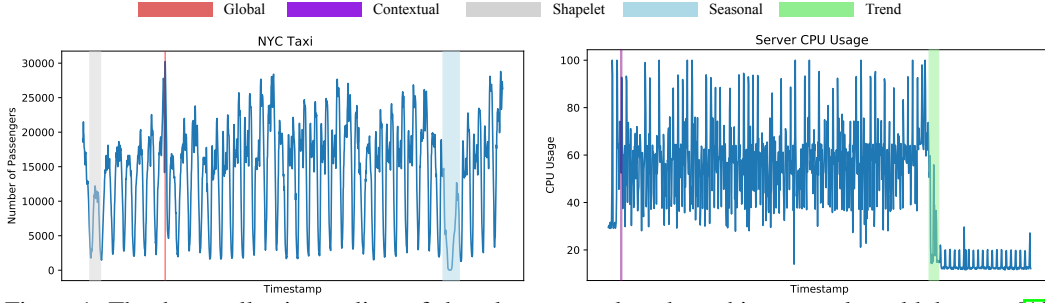 Global Contextual Shapelet Seasonal Trend
NYC Taxi
Number of Passengers
30000
25000
20000
15000
10000
5000
0
Timestamp
Server CPU Usage
CPU Usage
100
80
60
40
20
Timestamp